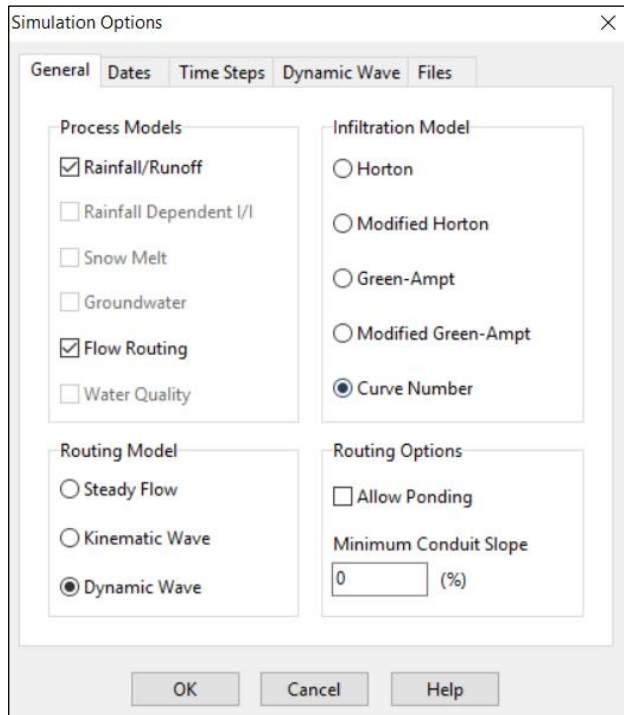 Simulation Options
General Dates Time Steps Dynamic Wave Files
Process Models
Rainfall/Runoff
Rainfall Dependent I/I
Snow Melt
Groundwater
Flow Routing
Water Quality
Infiltration Model
Horton
Modified Horton
Green-Ampt
Modified Green-Ampt
Curve Number
Routing Model
Steady Flow
Kinematic Wave
Dynamic Wave
Routing Options
Allow Ponding
Minimum Conduit Slope
0 (%)
OK Cancel Help